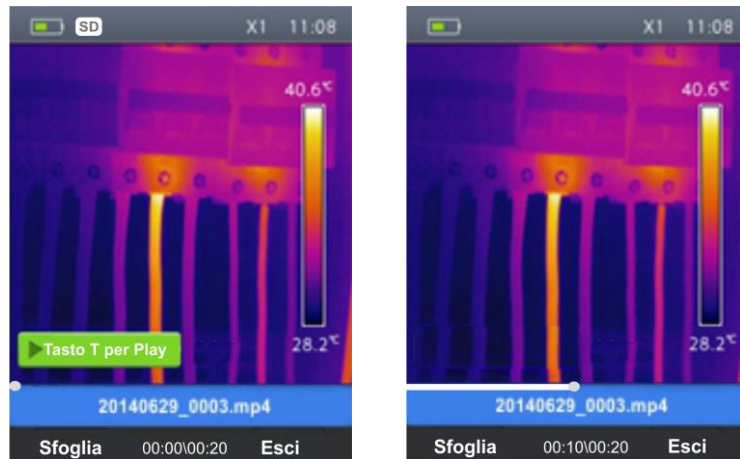 SD X1 11:08
40.6℃
Tasto T per Play
28.2℃
20140629_0003.mp4
Sfoglia 00:00\00:20 Esci
X1 11:08
40.6℃
28.2℃
20140629_0003.mp4
Sfoglia 00:10\00:20 Esci